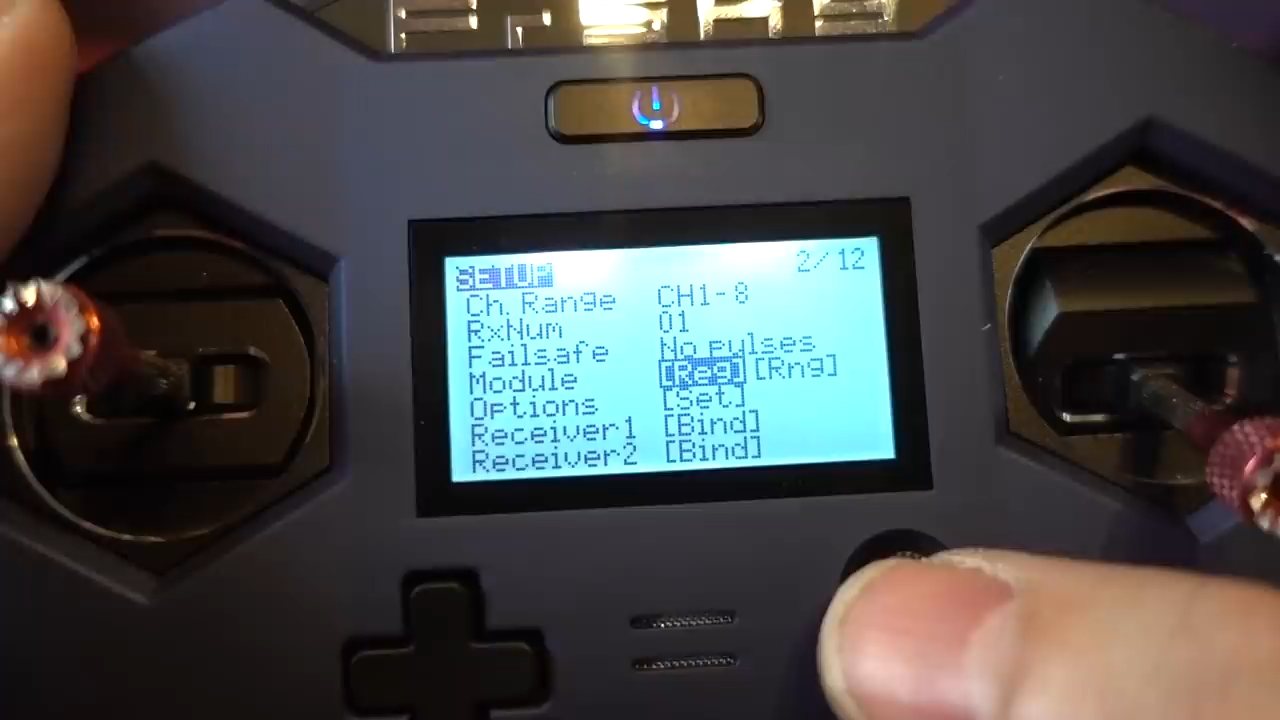 SETUP 2/12
Ch. Range CH1-8
RxNum 01
Failsafe No pulses
Module [Reg] [Rng]
Options [Set]
Receiver1 [Bind]
Receiver2 [Bind]